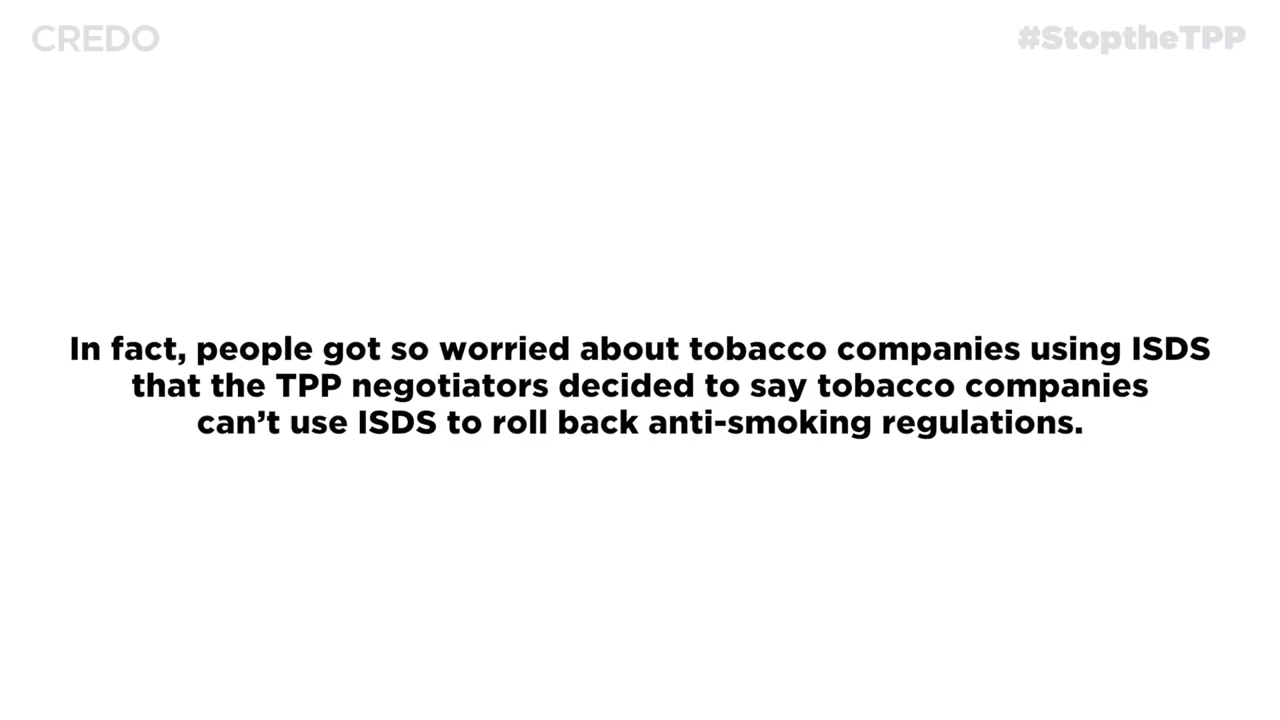 CREDO
#StoptheTPP
In fact, people got so worried about tobacco companies using ISDS
that the TPP negotiators decided to say tobacco companies
can’t use ISDS to roll back anti-smoking regulations.